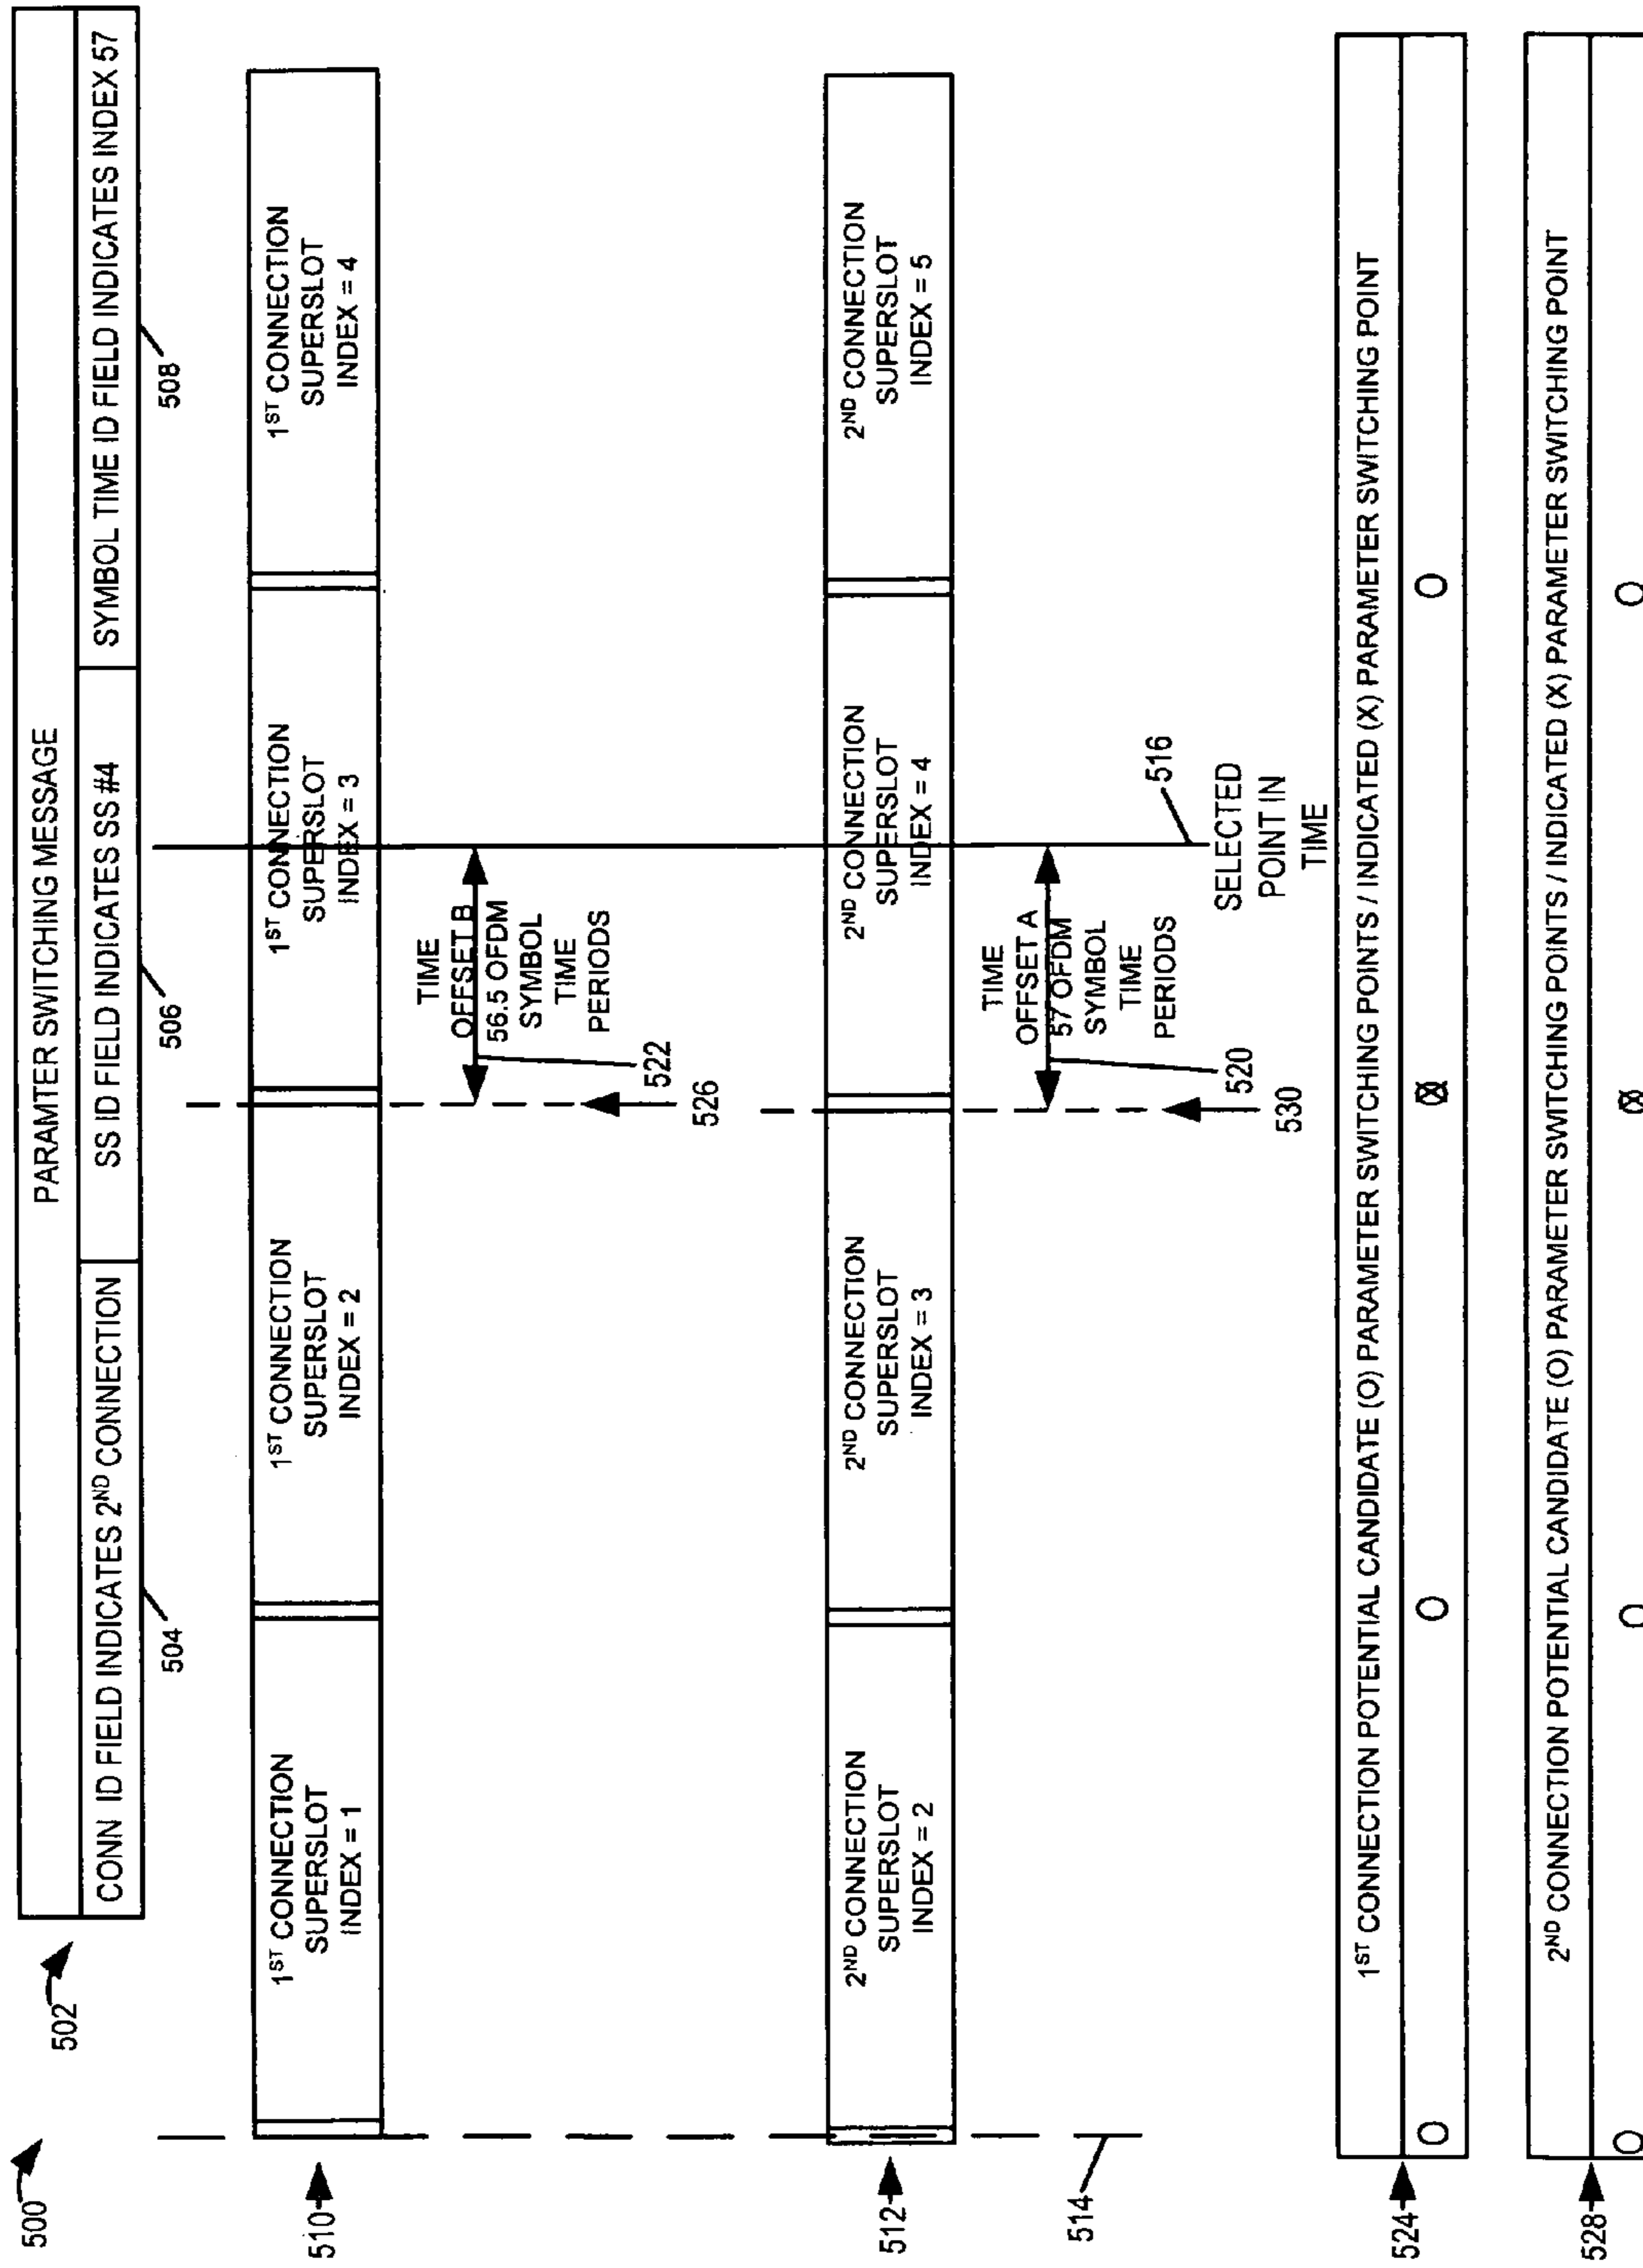 500
502
PARAMTER SWITCHING MESSAGE
CONN ID FIELD INDICATES 2ND CONNECTION
SS ID FIELD INDICATES SS #4
SYMBOL TIME ID FIELD INDICATES INDEX 57
504
506
508
510
1ST CONNECTION
SUPERSLOT
INDEX = 1
1ST CONNECTION
SUPERSLOT
INDEX = 2
1ST CONNECTION
SUPERSLOT
INDEX = 3
1ST CONNECTION
SUPERSLOT
INDEX = 4
TIME
OFFSET B
56.5 OFDM
SYMBOL
TIME
PERIODS
522
526
512
2ND CONNECTION
SUPERSLOT
INDEX = 2
2ND CONNECTION
SUPERSLOT
INDEX = 3
2ND CONNECTION
SUPERSLOT
INDEX = 4
2ND CONNECTION
SUPERSLOT
INDEX = 5
514
TIME
OFFSET A
57 OFDM
SYMBOL
TIME
PERIODS
520
530
516
SELECTED
POINT IN
TIME
524
1ST CONNECTION POTENTIAL CANDIDATE (O) PARAMETER SWITCHING POINTS / INDICATED (X) PARAMETER SWITCHING POINT
O O ⊗ O
528
2ND CONNECTION POTENTIAL CANDIDATE (O) PARAMETER SWITCHING POINTS / INDICATED (X) PARAMETER SWITCHING POINT
O O ⊗ O